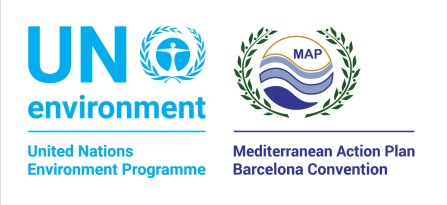 UN
environment
United Nations
Environment Programme
MAP
Mediterranean Action Plan
Barcelona Convention